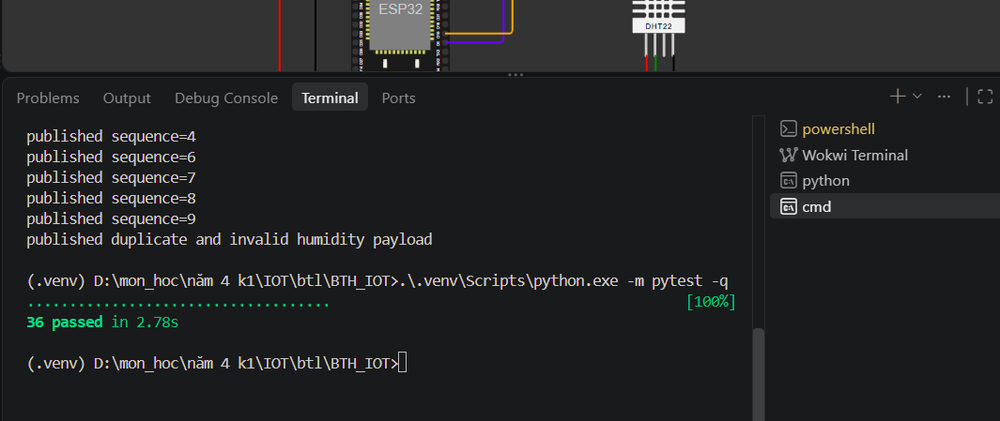 ESP32
DHT22
Problems Output Debug Console Terminal Ports
published sequence=4
published sequence=6
published sequence=7
published sequence=8
published sequence=9
published duplicate and invalid humidity payload
(.venv) D:\mon_hoc\năm 4 k1\IOT\btl\BTH_IOT>.\.venv\Scripts\python.exe -m pytest -q
.................................... [100%]
36 passed in 2.78s
(.venv) D:\mon_hoc\năm 4 k1\IOT\btl\BTH_IOT>
powershell
Wokwi Terminal
python
cmd